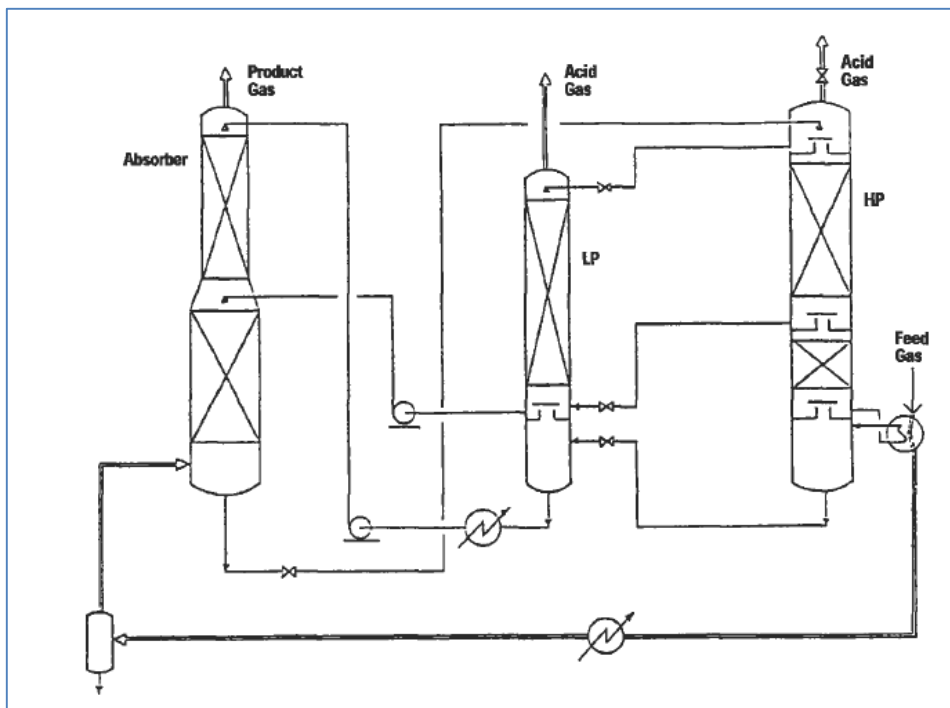 Product
Gas
Acid
Gas
Acid
Gas
Absorber
HP
LP
Feed
Gas